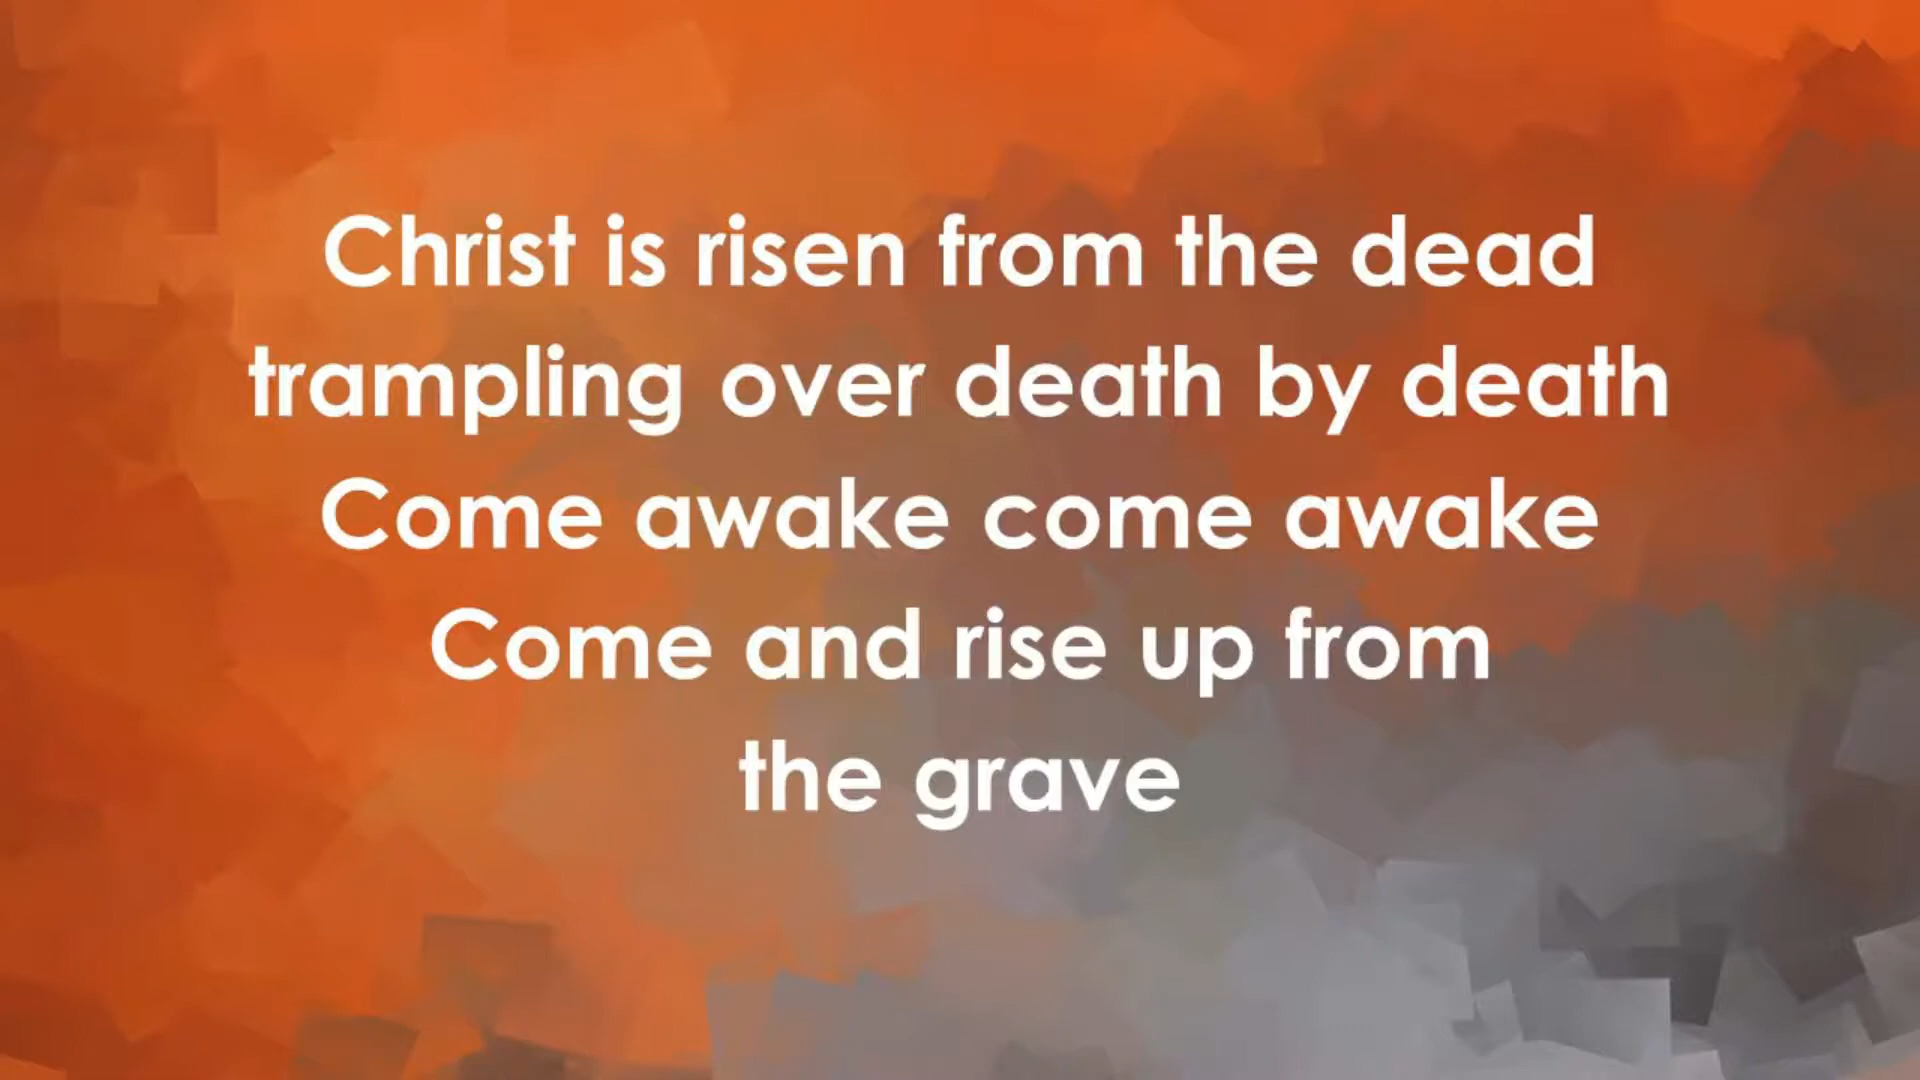 Christ is risen from the dead
trampling over death by death
Come awake come awake
Come and rise up from
the grave